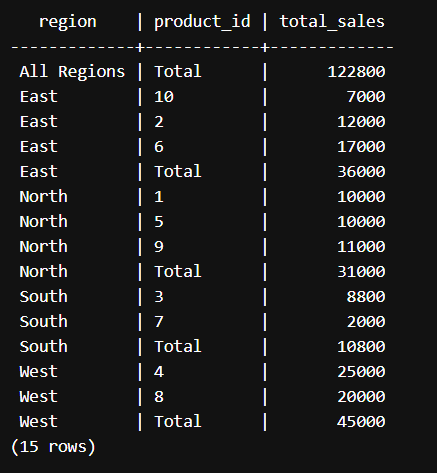 region | product_id | total_sales
-------------+------------+-------------
All Regions | Total | 122800
East | 10 | 7000
East | 2 | 12000
East | 6 | 17000
East | Total | 36000
North | 1 | 10000
North | 5 | 10000
North | 9 | 11000
North | Total | 31000
South | 3 | 8800
South | 7 | 2000
South | Total | 10800
West | 4 | 25000
West | 8 | 20000
West | Total | 45000
(15 rows)